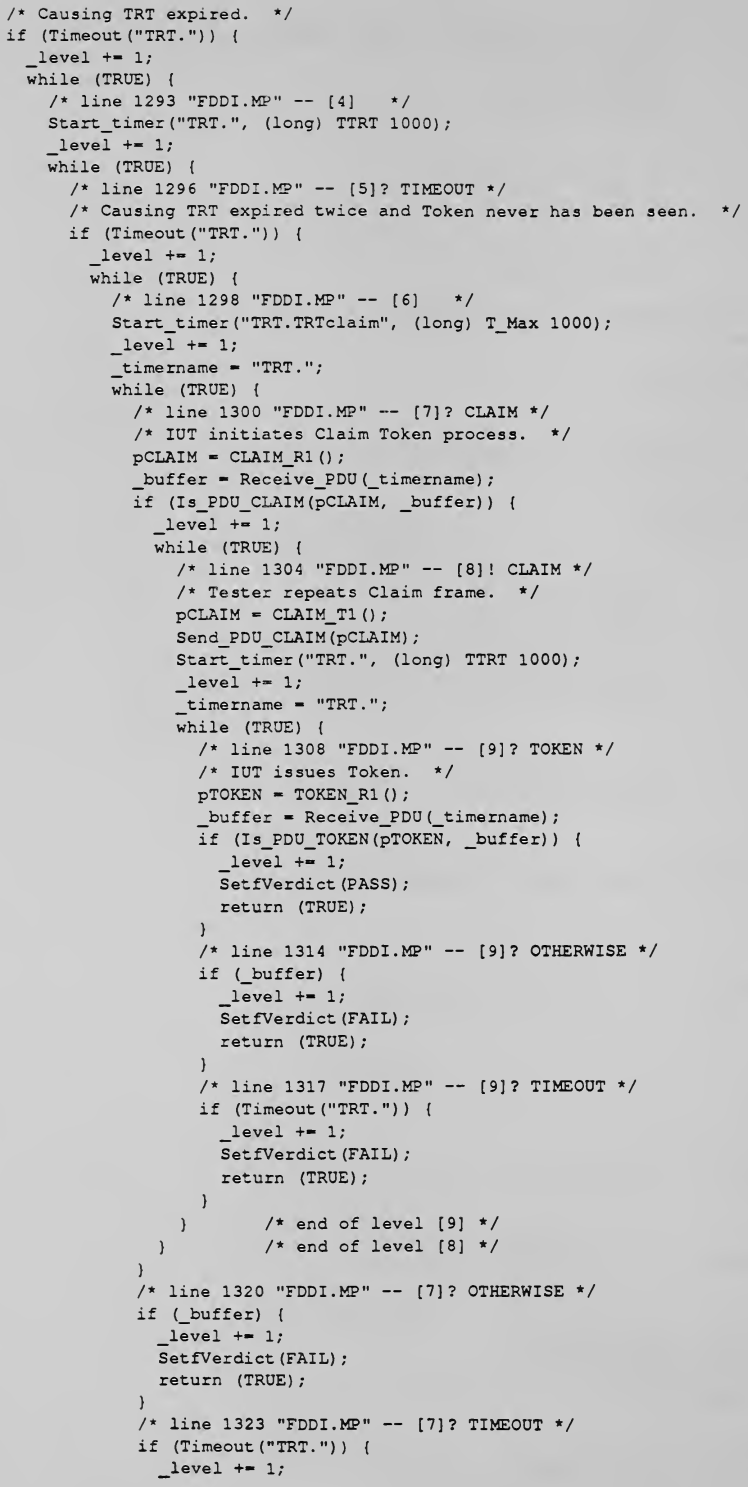 /* Causing TRT expired.  */
if (Timeout("TRT.")) {
  _level += 1;
  while (TRUE) {
    /* line 1293 "FDDI.MP" -- [4]   */
    Start_timer("TRT.", (long) TTRT 1000);
    _level += 1;
    while (TRUE) {
      /* line 1296 "FDDI.MP" -- [5]? TIMEOUT */
      /* Causing TRT expired twice and Token never has been seen.  */
      if (Timeout("TRT.")) {
        _level += 1;
        while (TRUE) {
          /* line 1298 "FDDI.MP" -- [6]   */
          Start_timer("TRT.TRTclaim", (long) T_Max 1000);
          _level += 1;
          _timername = "TRT.";
          while (TRUE) {
            /* line 1300 "FDDI.MP" -- [7]? CLAIM */
            /* IUT initiates Claim Token process.  */
            pCLAIM = CLAIM_R1();
            _buffer = Receive_PDU(_timername);
            if (Is_PDU_CLAIM(pCLAIM, _buffer)) {
              _level += 1;
              while (TRUE) {
                /* line 1304 "FDDI.MP" -- [8]! CLAIM */
                /* Tester repeats Claim frame.  */
                pCLAIM = CLAIM_T1();
                Send_PDU_CLAIM(pCLAIM);
                Start_timer("TRT.", (long) TTRT 1000);
                _level += 1;
                _timername = "TRT.";
                while (TRUE) {
                  /* line 1308 "FDDI.MP" -- [9]? TOKEN */
                  /* IUT issues Token.  */
                  pTOKEN = TOKEN_R1();
                  _buffer = Receive_PDU(_timername);
                  if (Is_PDU_TOKEN(pTOKEN, _buffer)) {
                    _level += 1;
                    SetfVerdict(PASS);
                    return (TRUE);
                  }
                  /* line 1314 "FDDI.MP" -- [9]? OTHERWISE */
                  if (_buffer) {
                    _level += 1;
                    SetfVerdict(FAIL);
                    return (TRUE);
                  }
                  /* line 1317 "FDDI.MP" -- [9]? TIMEOUT */
                  if (Timeout("TRT.")) {
                    _level += 1;
                    SetfVerdict(FAIL);
                    return (TRUE);
                  }
                }       /* end of level [9] */
              }         /* end of level [8] */
            }
            /* line 1320 "FDDI.MP" -- [7]? OTHERWISE */
            if (_buffer) {
              _level += 1;
              SetfVerdict(FAIL);
              return (TRUE);
            }
            /* line 1323 "FDDI.MP" -- [7]? TIMEOUT */
            if (Timeout("TRT.")) {
              _level += 1;